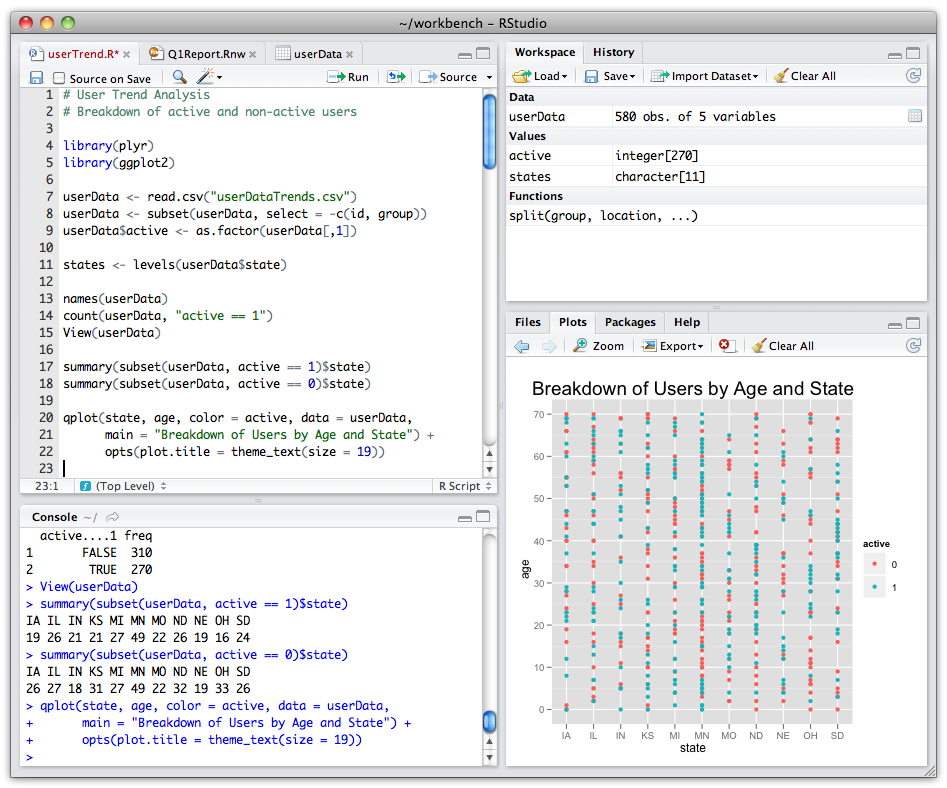 ~/workbench – RStudio
userTrend.R* Q1Report.Rnw userData
Source on Save Run Source
1 # User Trend Analysis
2 # Breakdown of active and non-active users
3
4 library(plyr)
5 library(ggplot2)
6
7 userData <- read.csv("userDataTrends.csv")
8 userData <- subset(userData, select = -c(id, group))
9 userData$active <- as.factor(userData[,1])
10
11 states <- levels(userData$state)
12
13 names(userData)
14 count(userData, "active == 1")
15 View(userData)
16
17 summary(subset(userData, active == 1)$state)
18 summary(subset(userData, active == 0)$state)
19
20 qplot(state, age, color = active, data = userData,
21 main = "Breakdown of Users by Age and State") +
22 opts(plot.title = theme_text(size = 19))
23
23:1 (Top Level) R Script
Console ~/
active....1 freq
1 FALSE 310
2 TRUE 270
> View(userData)
> summary(subset(userData, active == 1)$state)
IA IL IN KS MI MN MO ND NE OH SD
19 26 21 21 27 49 22 26 19 16 24
> summary(subset(userData, active == 0)$state)
IA IL IN KS MI MN MO ND NE OH SD
26 27 18 31 27 49 22 32 19 33 26
> qplot(state, age, color = active, data = userData,
+ main = "Breakdown of Users by Age and State") +
+ opts(plot.title = theme_text(size = 19))
>
Workspace History
Load Save Import Dataset Clear All
Data
userData 580 obs. of 5 variables
Values
active integer[270]
states character[11]
Functions
split(group, location, ...)
Files Plots Packages Help
Zoom Export Clear All
Breakdown of Users by Age and State
70
60
50
40
30
20
10
0
age
IA IL IN KS MI MN MO ND NE OH SD
state
active
0
1